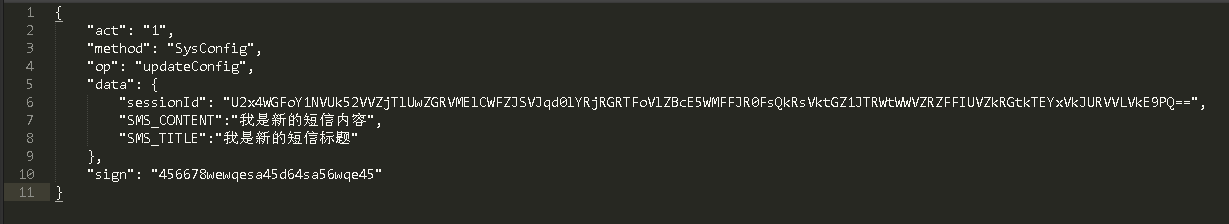 1 {
2 "act": "1",
3 "method": "SysConfig",
4 "op": "updateConfig",
5 "data": {
6 "sessionId": "U2x4WGFoY1NVUk52VVZjTlUwZGRVMElCWFZJSVJqd0lYRjRGRTFoVlZBcE5WMFFJR0FsQkRsVktGZ1JTRWtWWVZRZFFIUVZkRGtkTEYxVkJURVVLVkE9PQ==",
7 "SMS_CONTENT":"我是新的短信内容",
8 "SMS_TITLE":"我是新的短信标题"
9 },
10 "sign": "456678wewqesa45d64sa56wqe45"
11 }